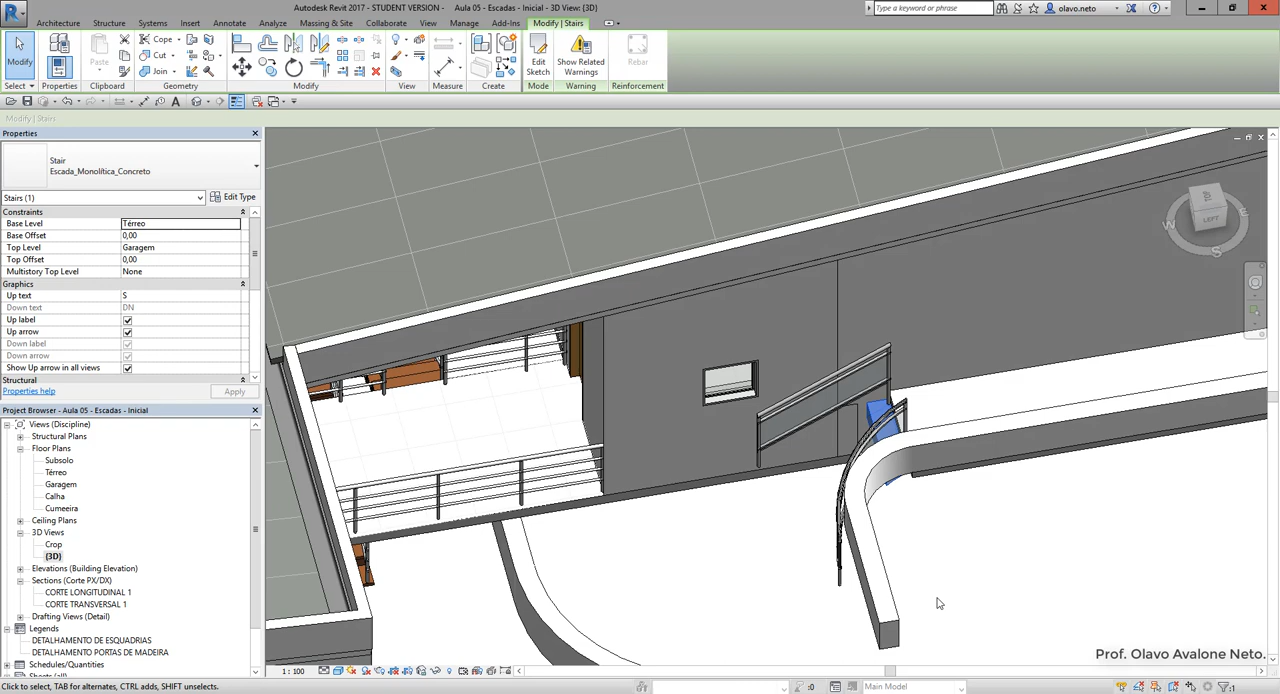 Autodesk Revit 2017 - STUDENT VERSION - Aula 05 - Escadas - Inicial - 3D View: {3D}
Type a keyword or phrase
olavo.neto
Architecture Structure Systems Insert Annotate Analyze Massing & Site Collaborate View Manage Add-Ins Modify | Stairs
Modify
Paste
Cope
Cut
Join
Edit Sketch
Show Related Warnings
Rebar
Select Properties Clipboard Geometry Modify View Measure Create Mode Warning Reinforcement
Modify | Stairs
Properties
Stair
Escada_Monolítica_Concreto
Stairs (1)
Edit Type
Constraints
Base Level Térreo
Base Offset 0,00
Top Level Garagem
Top Offset 0,00
Multistory Top Level None
Graphics
Up text S
Down text DN
Up label
Up arrow
Down label
Down arrow
Show Up arrow in all views
Structural
Properties help
Apply
Project Browser - Aula 05 - Escadas - Inicial
Views (Discipline)
Structural Plans
Floor Plans
Subsolo
Térreo
Garagem
Calha
Cumeeira
Ceiling Plans
3D Views
Crop
{3D}
Elevations (Building Elevation)
Sections (Corte PX/DX)
CORTE LONGITUDINAL 1
CORTE TRANSVERSAL 1
Drafting Views (Detail)
Legends
DETALHAMENTO DE ESQUADRIAS
DETALHAMENTO PORTAS DE MADEIRA
Schedules/Quantities
TOP
LEFT
W
S
E
Prof. Olavo Avalone Neto.
1 : 100
Click to select, TAB for alternates, CTRL adds, SHIFT unselects.
:0
Main Model
:1